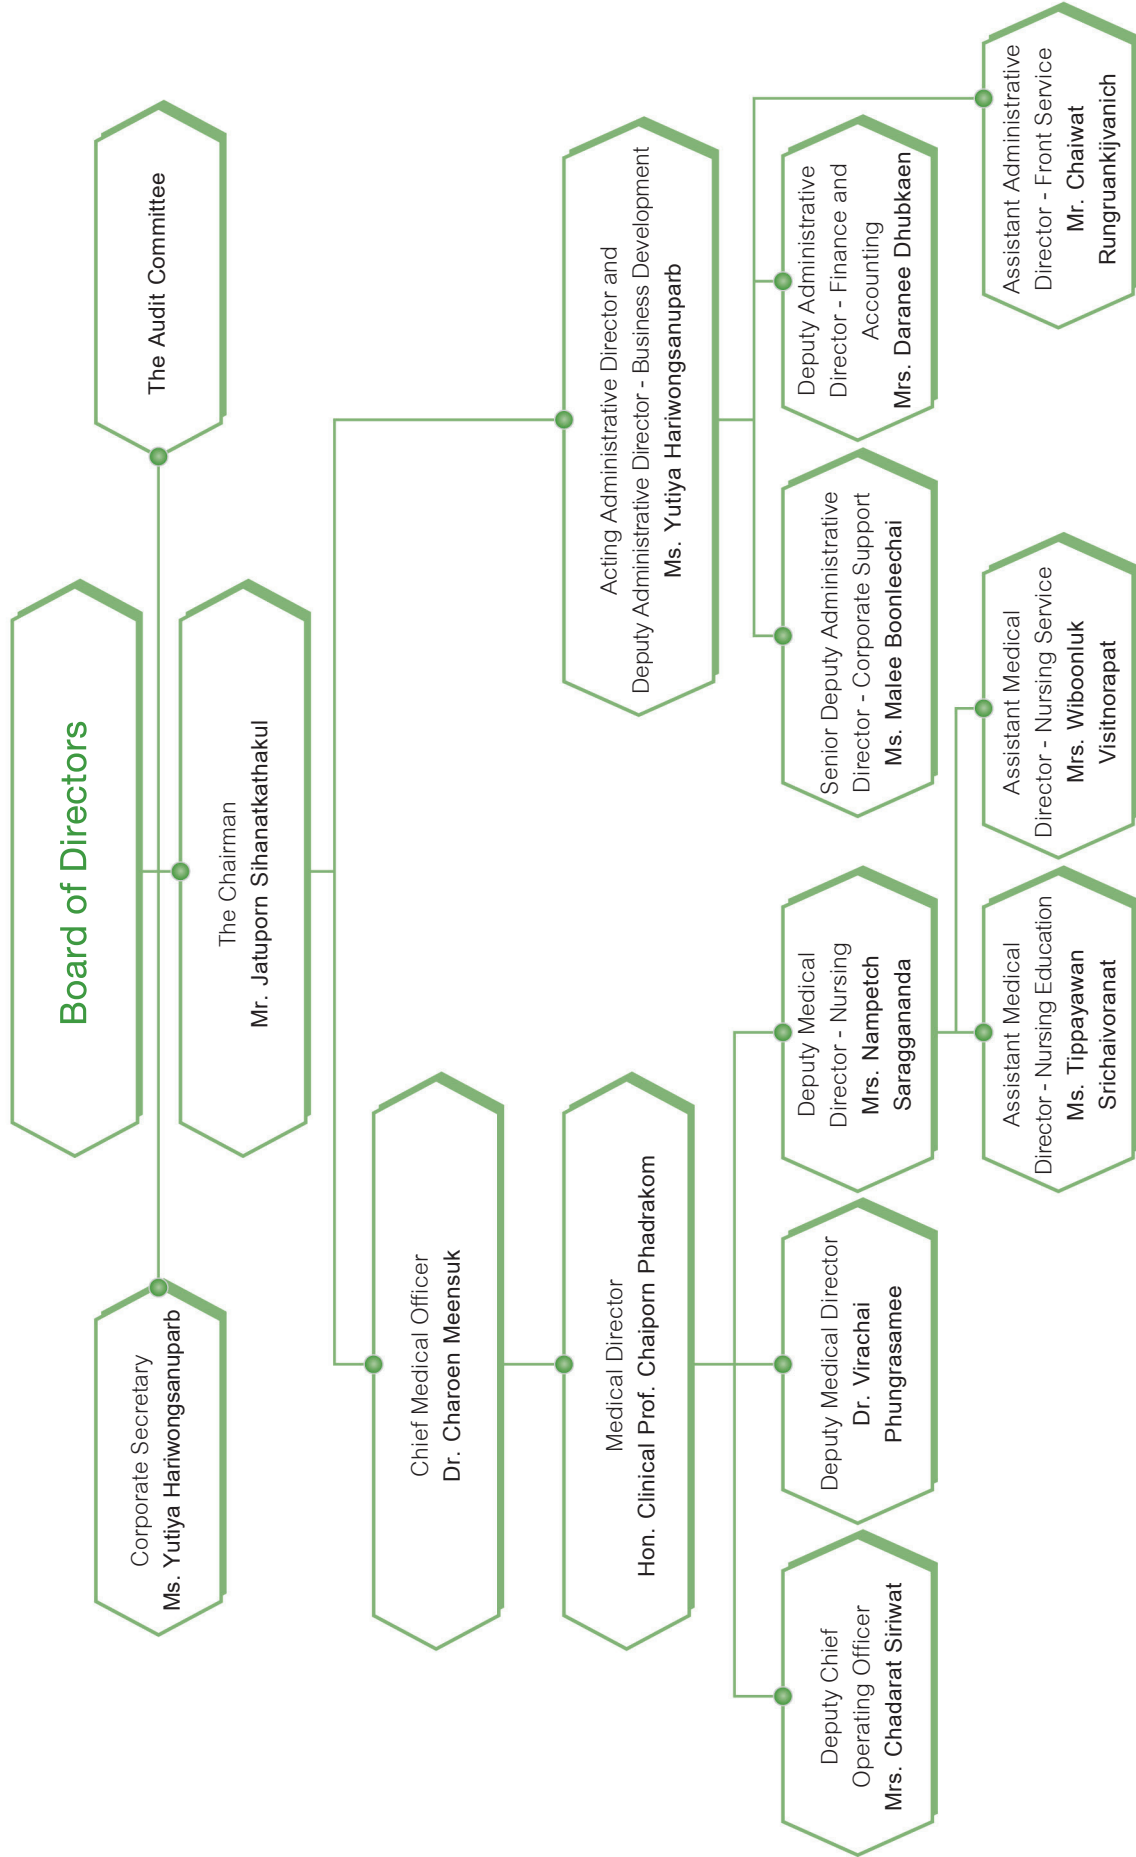 Board of Directors
Corporate Secretary
Ms. Yutiya Hariwongsanuparb
The Audit Committee
The Chairman
Mr. Jatuporn Sihanatkathakul
Chief Medical Officer
Dr. Charoen Meensuk
Medical Director
Hon. Clinical Prof. Chaiporn Phadrakom
Acting Administrative Director and
Deputy Administrative Director - Business Development
Ms. Yutiya Hariwongsanuparb
Deputy Chief
Operating Officer
Mrs. Chadarat Siriwat
Deputy Medical Director
Dr. Virachai
Phungrasamee
Deputy Medical
Director - Nursing
Mrs. Nampetch
Saraggananda
Senior Deputy Administrative
Director - Corporate Support
Ms. Malee Boonleechai
Deputy Administrative
Director - Finance and
Accounting
Mrs. Daranee Dhubkaen
Assistant Medical
Director - Nursing Education
Ms. Tippayawan
Srichaivoranat
Assistant Medical
Director - Nursing Service
Mrs. Wiboonluk
Visitnorapat
Assistant Administrative
Director - Front Service
Mr. Chaiwat
Rungruankijvanich